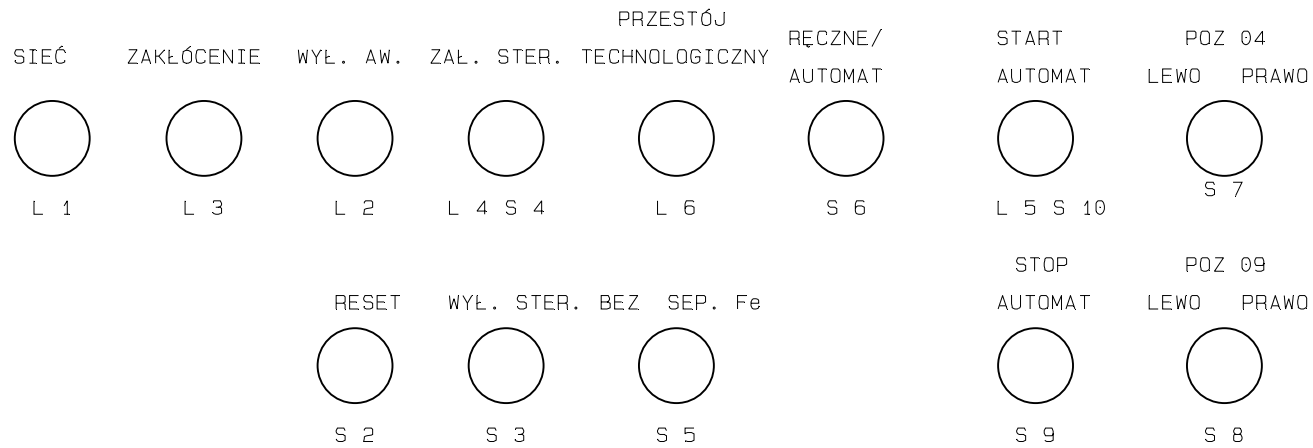 PRZESTÓJ
SIEĆ ZAKŁÓCENIE WYŁ. AW. ZAŁ. STER. TECHNOLOGICZNY
RĘCZNE/ START POZ 04
AUTOMAT AUTOMAT LEWO PRAWO
L 1 L 3 L 2 L 4 S 4 L 6 S 6 L 5 S 10 S 7
STOP POZ 09
RESET WYŁ. STER. BEZ SEP. Fe AUTOMAT LEWO PRAWO
S 2 S 3 S 5 S 9 S 8